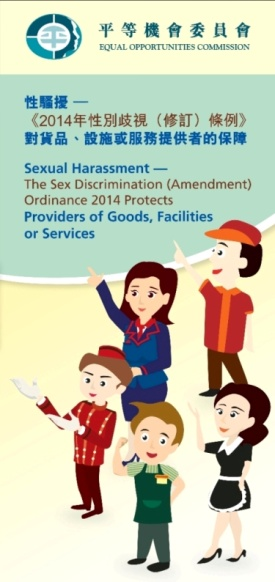 平等機會委員會
EQUAL OPPORTUNITIES COMMISSION
性騷擾 —
《2014年性別歧視（修訂）條例》
對貨品、設施或服務提供者的保障
Sexual Harassment —
The Sex Discrimination (Amendment)
Ordinance 2014 Protects
Providers of Goods, Facilities
or Services